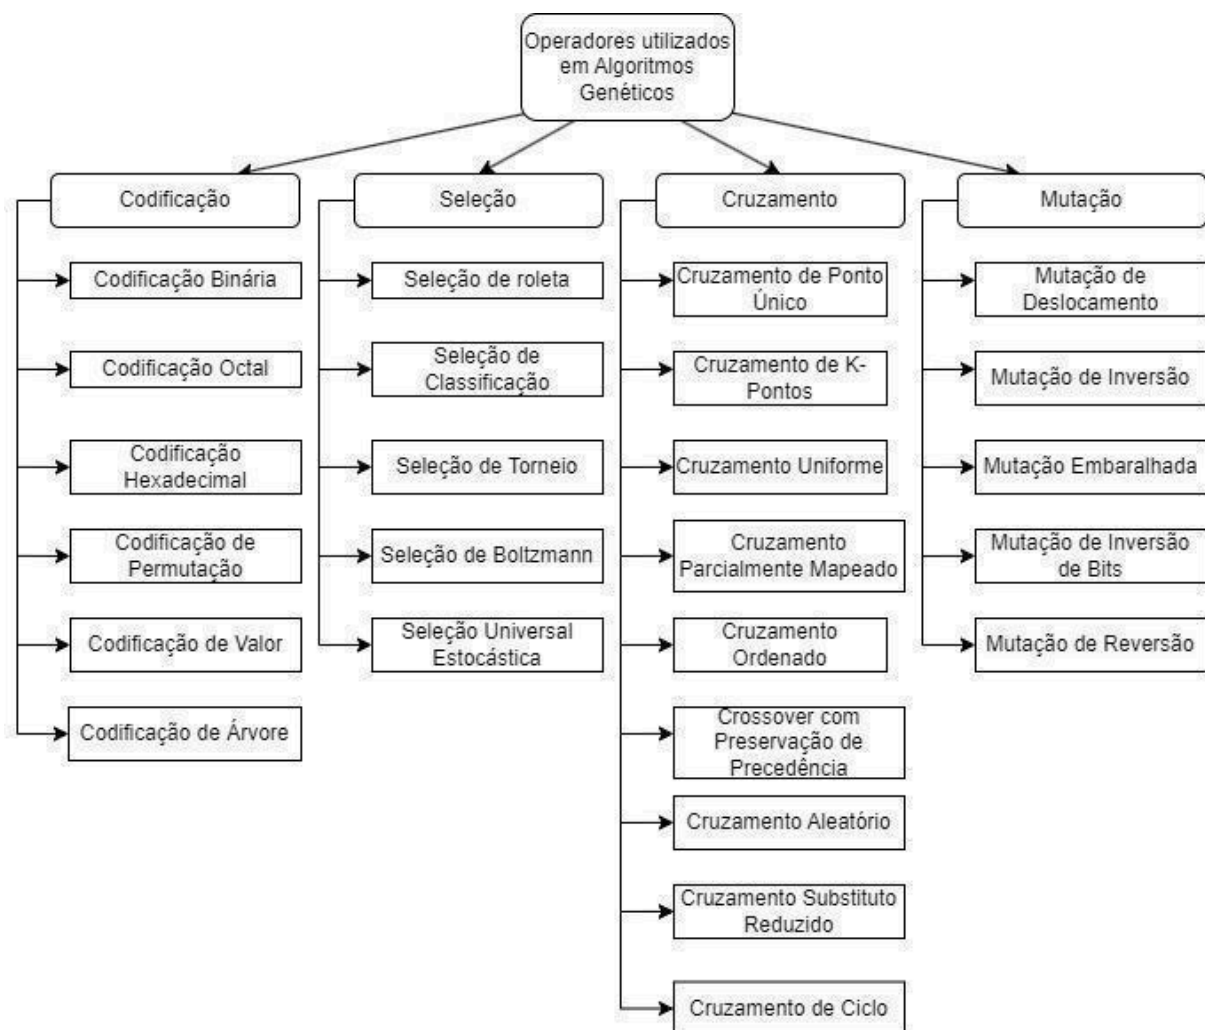 Operadores utilizados
em Algoritmos
Genéticos
Codificação
Seleção
Cruzamento
Mutação
Codificação Binária
Codificação Octal
Codificação
Hexadecimal
Codificação de
Permutação
Codificação de Valor
Codificação de Árvore
Seleção de roleta
Seleção de
Classificação
Seleção de Torneio
Seleção de Boltzmann
Seleção Universal
Estocástica
Cruzamento de Ponto
Único
Cruzamento de K-
Pontos
Cruzamento Uniforme
Cruzamento
Parcialmente Mapeado
Cruzamento
Ordenado
Crossover com
Preservação de
Precedência
Cruzamento Aleatório
Cruzamento Substituto
Reduzido
Cruzamento de Ciclo
Mutação de
Deslocamento
Mutação de Inversão
Mutação Embaralhada
Mutação de Inversão
de Bits
Mutação de Reversão